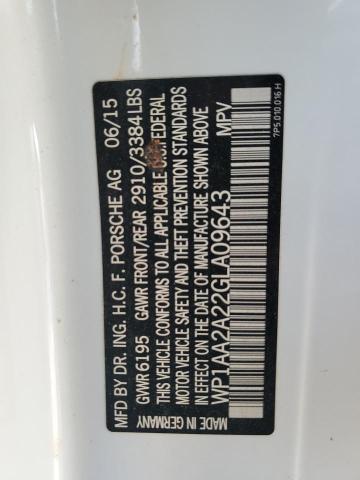 MFD BY DR. ING. H.C. F. PORSCHE AG 06/15
GVWR 6195 GAWR FRONT/REAR 2910/3384 LBS
THIS VEHICLE CONFORMS TO ALL APPLICABLE FEDERAL
MOTOR VEHICLE SAFETY AND THEFT PREVENTION STANDARDS
IN EFFECT ON THE DATE OF MANUFACTURE SHOWN ABOVE
WP1AA2A22GLA09643 MPV
MADE IN GERMANY
7P5.010.016.H